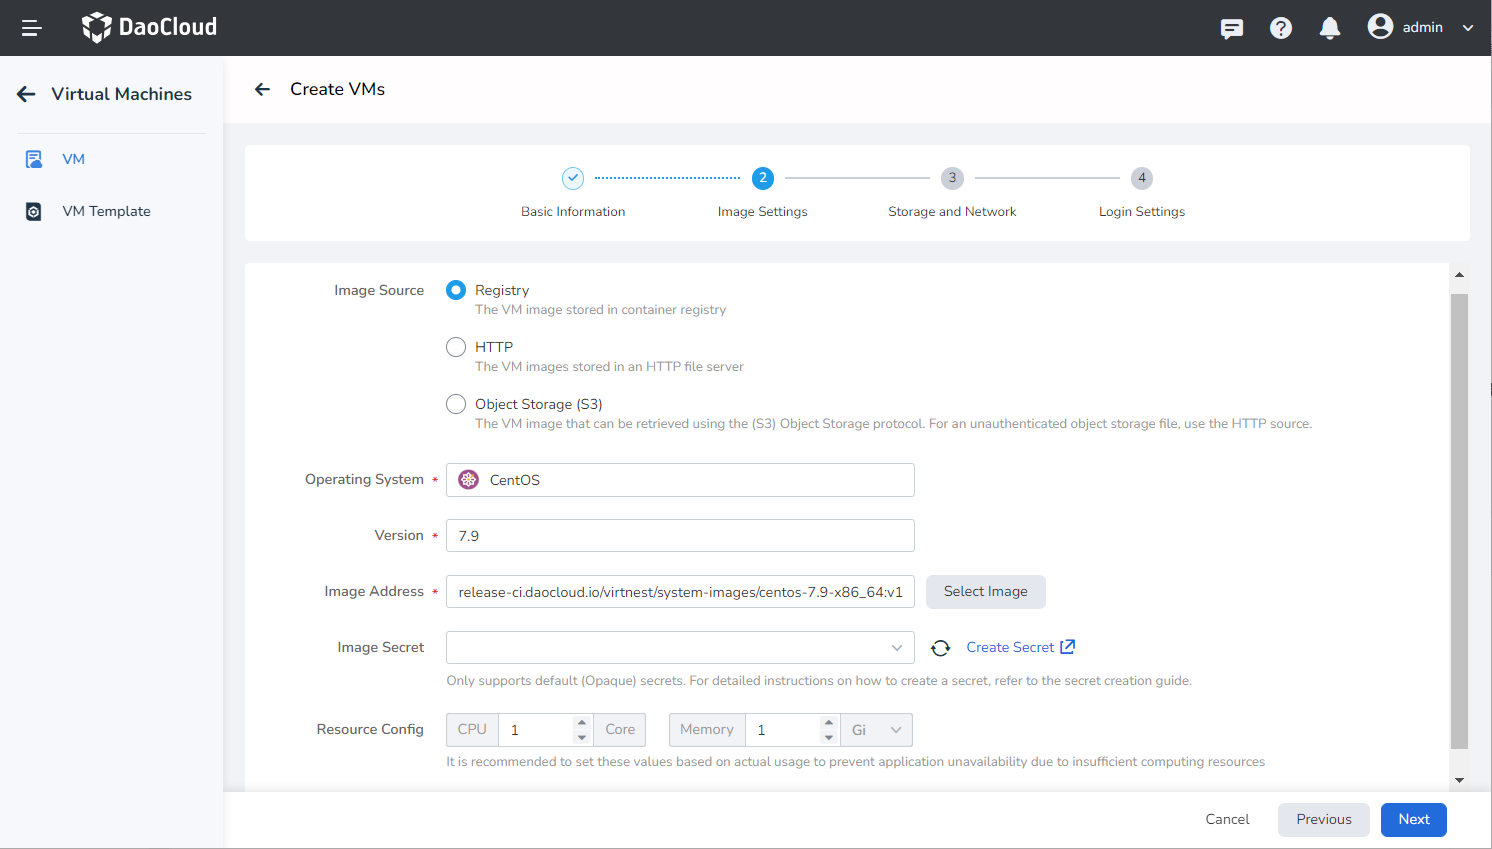 DaoCloud
admin
Virtual Machines
Create VMs
VM
VM Template
2
3
4
Basic Information
Image Settings
Storage and Network
Login Settings
Image Source
Registry
The VM image stored in container registry
HTTP
The VM images stored in an HTTP file server
Object Storage (S3)
The VM image that can be retrieved using the (S3) Object Storage protocol. For an unauthenticated object storage file, use the HTTP source.
Operating System *
CentOS
Version *
7.9
Image Address *
release-ci.daocloud.io/virtnest/system-images/centos-7.9-x86_64:v1
Select Image
Image Secret
Create Secret
Only supports default (Opaque) secrets. For detailed instructions on how to create a secret, refer to the secret creation guide.
Resource Config
CPU 1 Core
Memory 1 Gi
It is recommended to set these values based on actual usage to prevent application unavailability due to insufficient computing resources
Cancel
Previous
Next